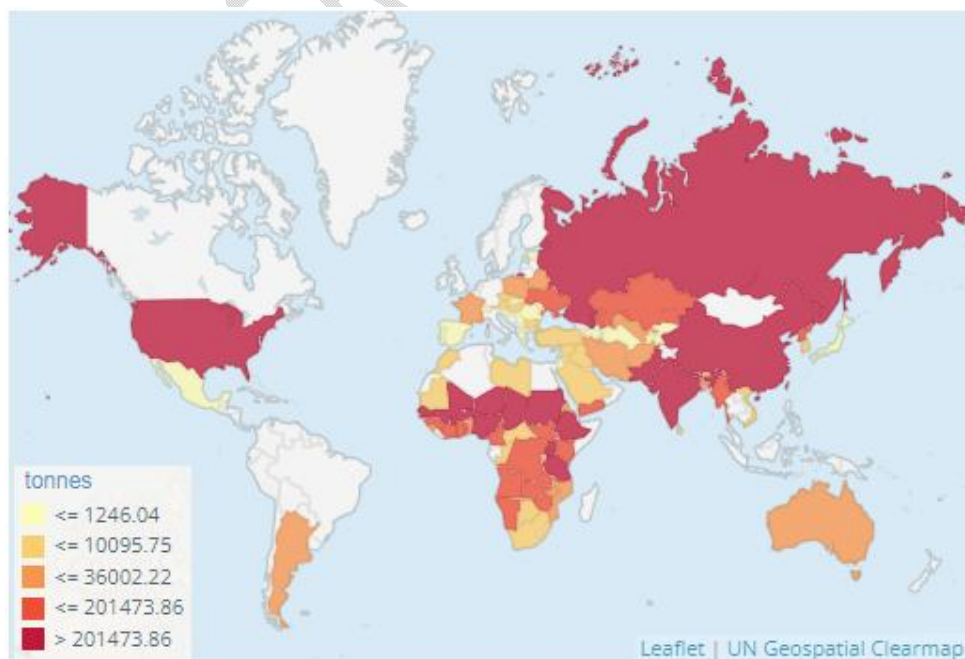 tonnes
<= 1246.04
<= 10095.75
<= 36002.22
<= 201473.86
> 201473.86
Leaflet | UN Geospatial Clearmap